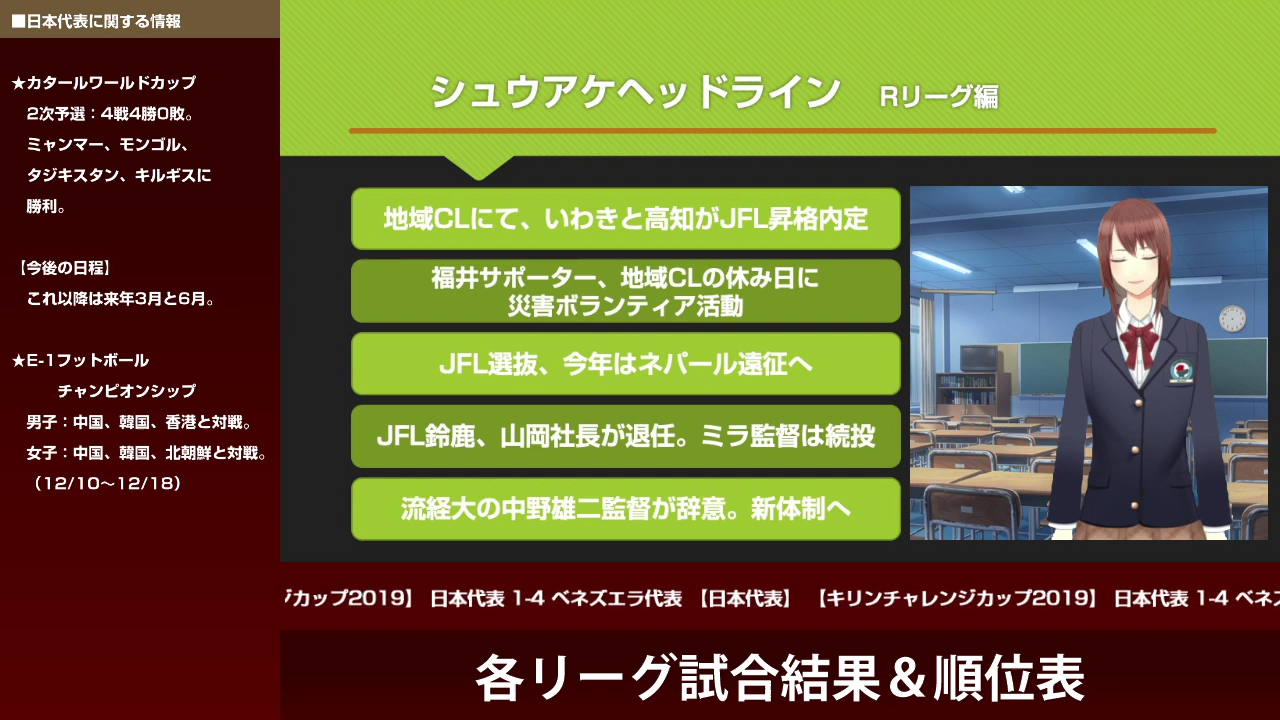 ■日本代表に関する情報
★カタールワールドカップ
2次予選：4戦4勝0敗。
ミャンマー、モンゴル、
タジキスタン、キルギスに
勝利。
【今後の日程】
これ以降は来年3月と6月。
★E-1フットボール
チャンピオンシップ
男子：中国、韓国、香港と対戦。
女子：中国、韓国、北朝鮮と対戦。
（12/10〜12/18）
シュウアケヘッドライン Rリーグ編
地域CLにて、いわきと高知がJFL昇格内定
福井サポーター、地域CLの休み日に
災害ボランティア活動
JFL選抜、今年はネパール遠征へ
JFL鈴鹿、山岡社長が退任。ミラ監督は続投
流経大の中野雄二監督が辞意。新体制へ
ジカップ2019】 日本代表 1-4 ベネズエラ代表 【日本代表】 【キリンチャレンジカップ2019】 日本代表 1-4 ベネズ
各リーグ試合結果＆順位表